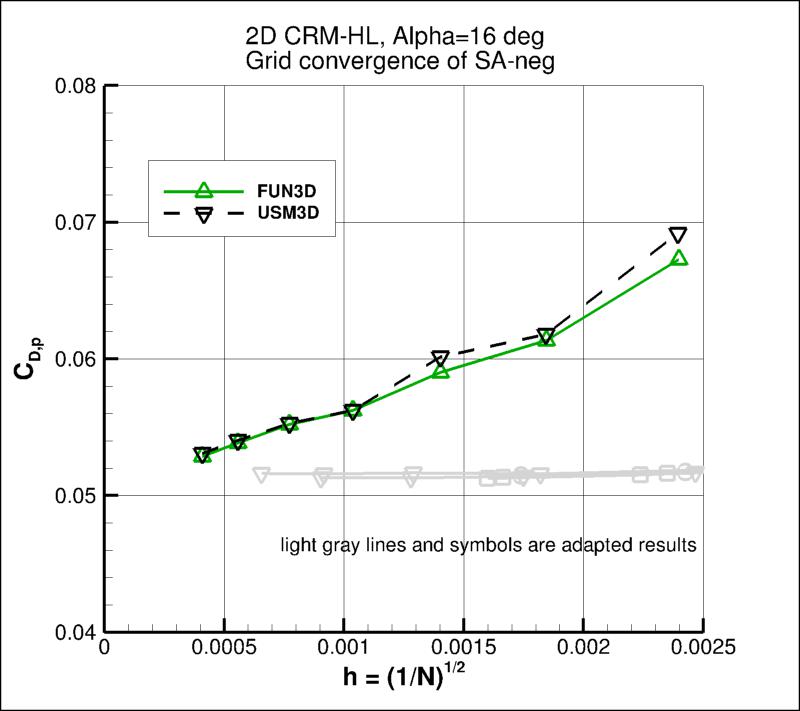 2D CRM-HL, Alpha=16 deg
Grid convergence of SA-neg
0.08
0.07
0.06
0.05
0.04
C_D,p
FUN3D
USM3D
light gray lines and symbols are adapted results
0 0.0005 0.001 0.0015 0.002 0.0025
h = (1/N)^1/2